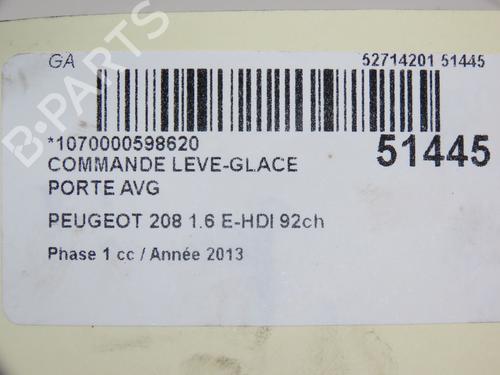 GA 52714201 51445
*1070000598620
51445
COMMANDE LEVE-GLACE
PORTE AVG
PEUGEOT 208 1.6 E-HDI 92ch
Phase 1 cc / Année 2013
B-PARTS